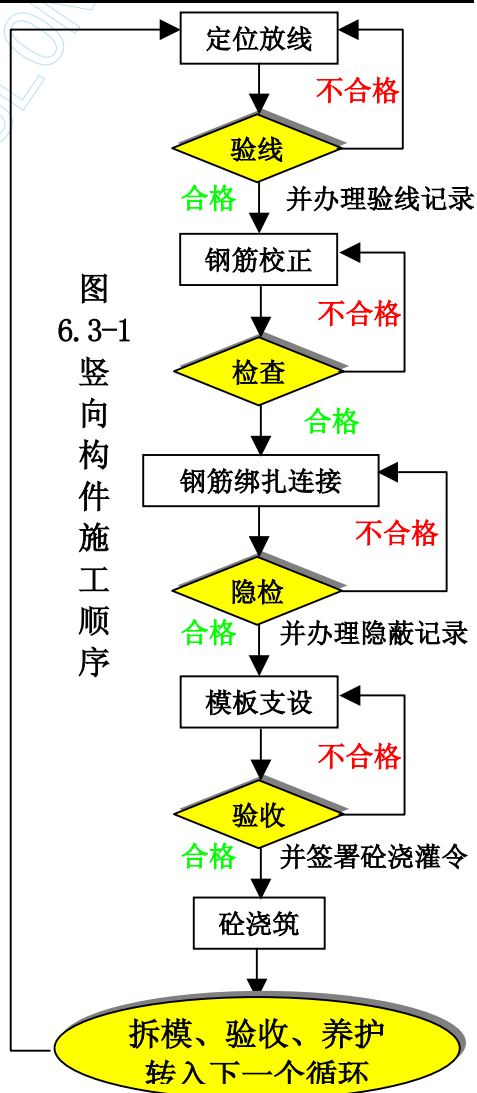 定位放线
不合格
验线
合格
并办理验线记录
钢筋校正
不合格
检查
合格
钢筋绑扎连接
不合格
隐检
合格
并办理隐蔽记录
模板支设
不合格
验收
合格
并签署砼浇灌令
砼浇筑
拆模、验收、养护
转入下一个循环
图
6.3-1
竖
向
构
件
施
工
顺
序